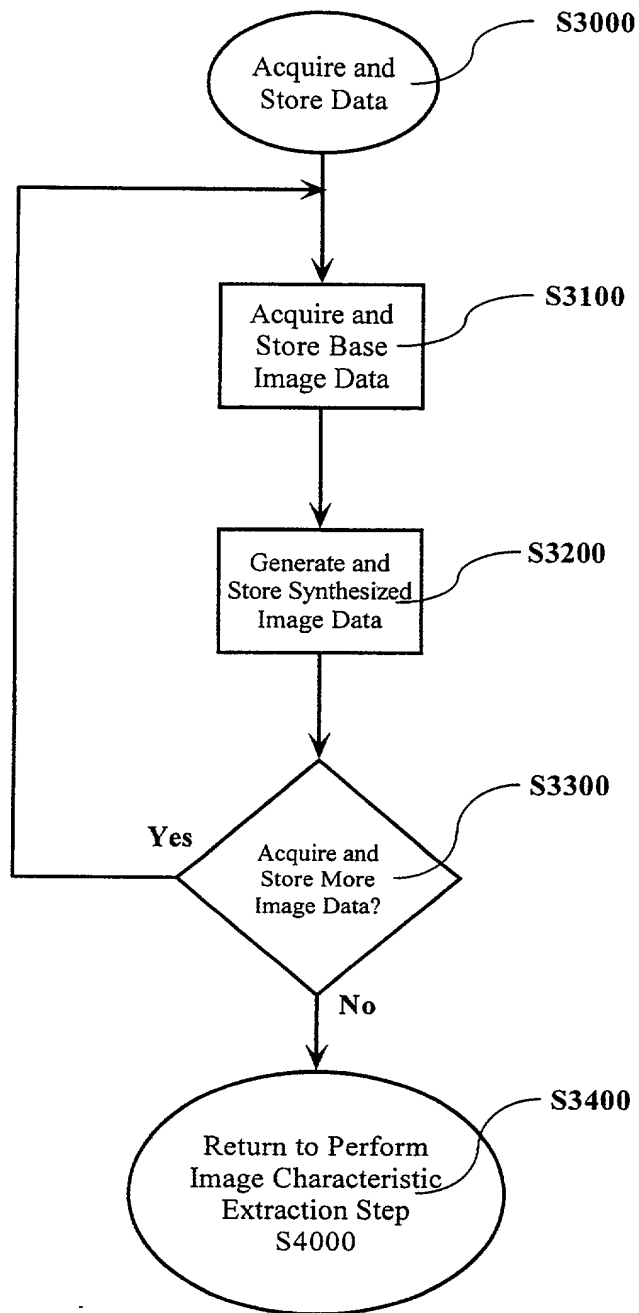 S3000
Acquire and
Store Data
S3100
Acquire and
Store Base
Image Data
S3200
Generate and
Store Synthesized
Image Data
S3300
Yes
Acquire and
Store More
Image Data?
No
S3400
Return to Perform
Image Characteristic
Extraction Step
S4000